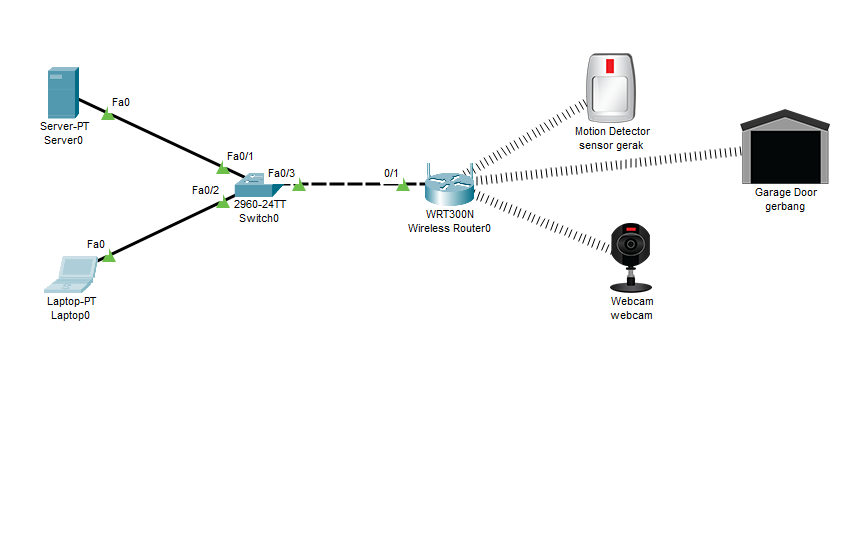 Fa0
Server-PT
Server0
Fa0/1
Fa0/3
Fa0/2
2960-24TT
Switch0
Fa0
Laptop-PT
Laptop0
0/1
WRT300N
Wireless Router0
Motion Detector
sensor gerak
Garage Door
gerbang
Webcam
webcam